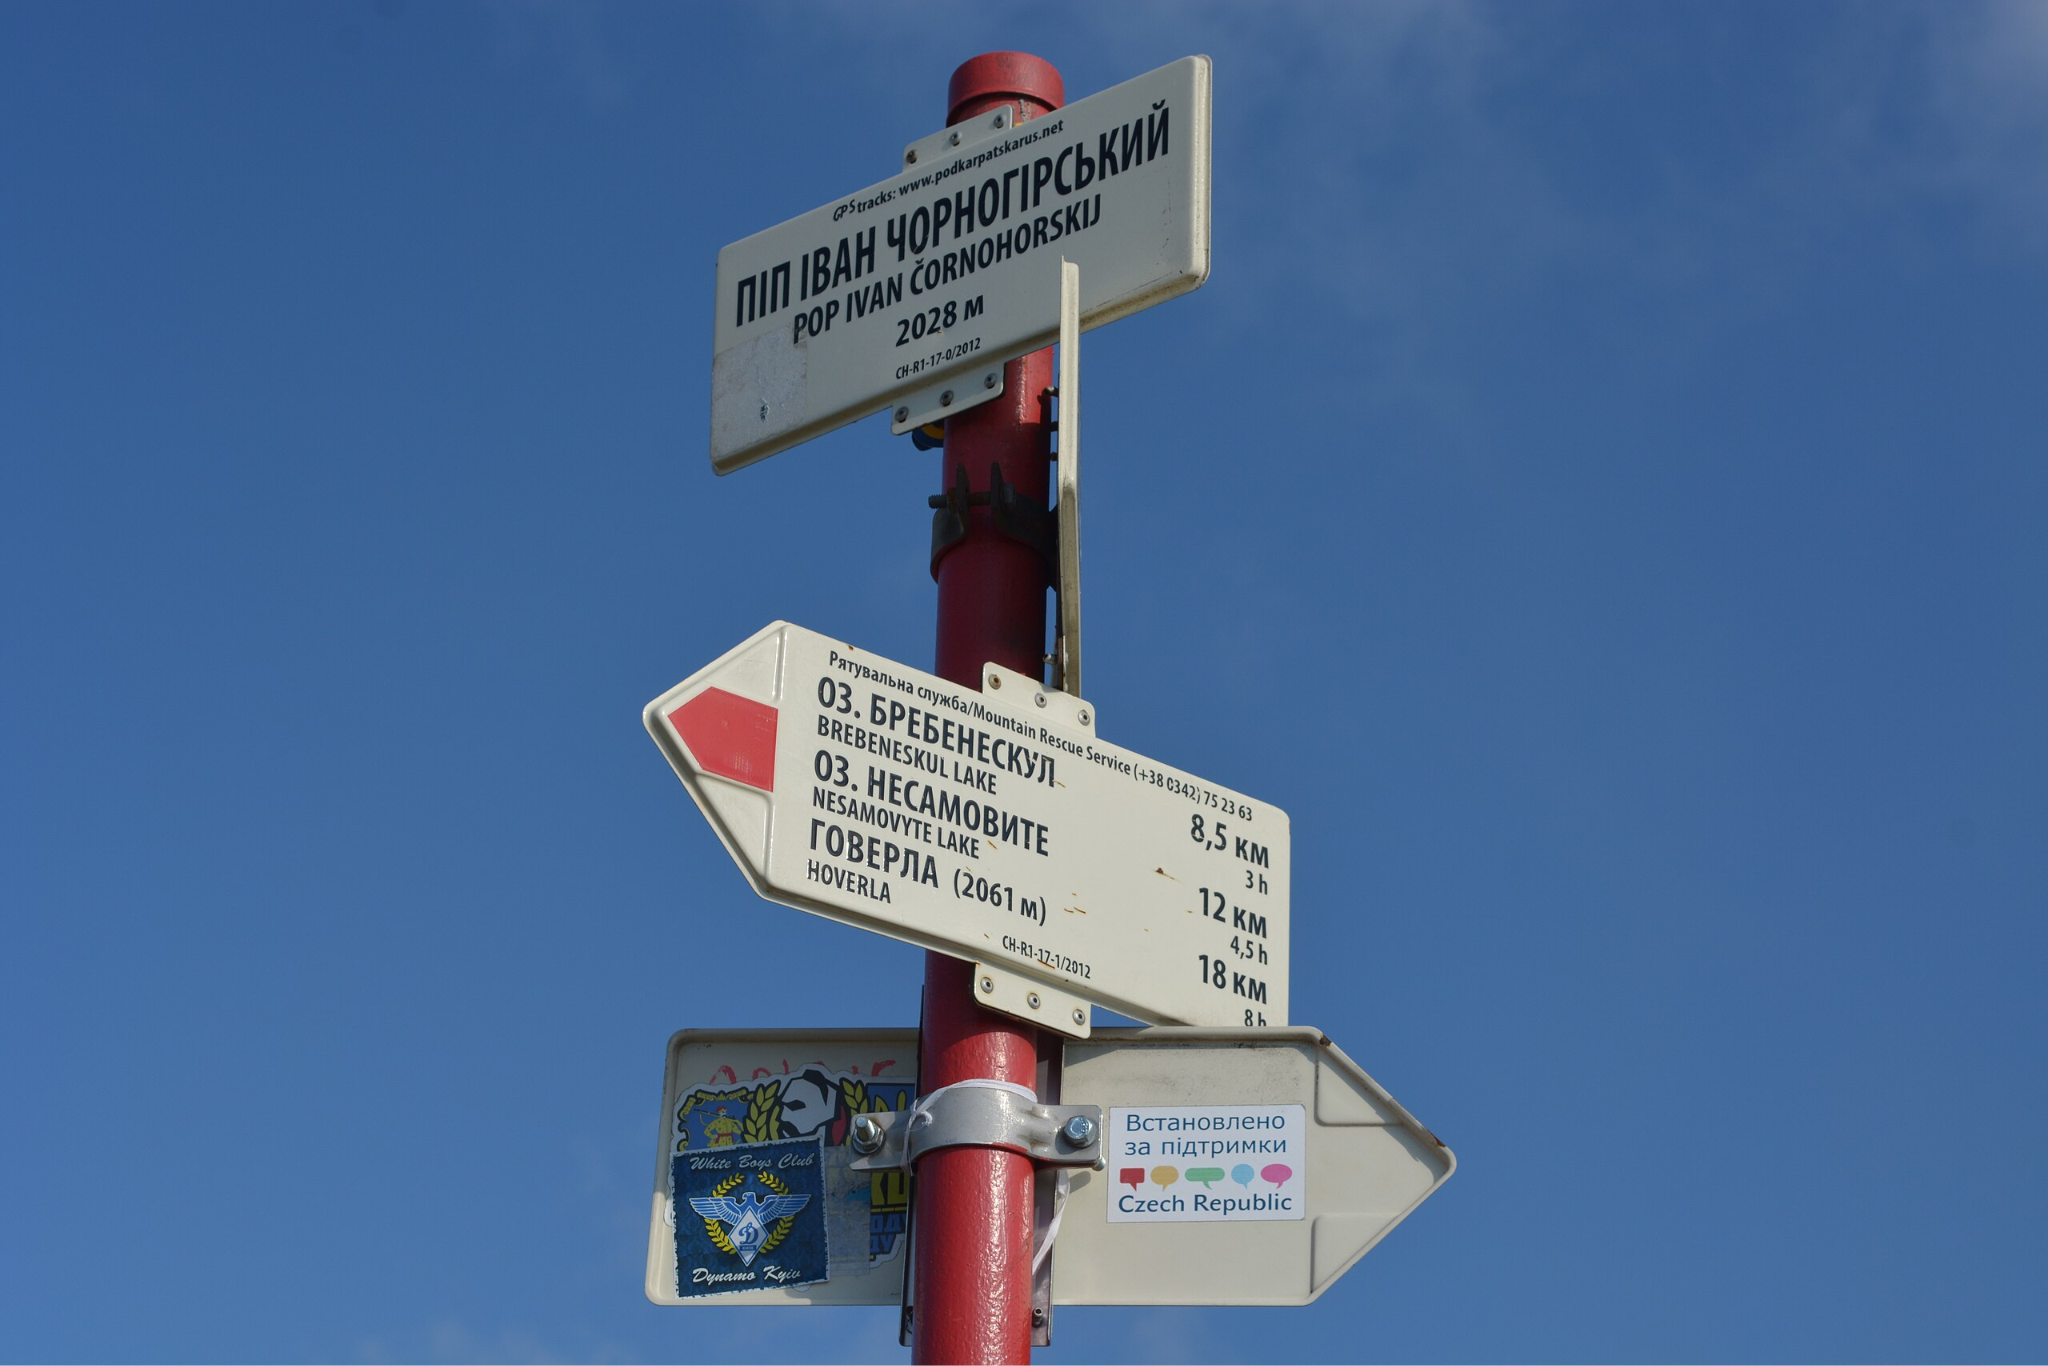 GPS tracks: www.podkarpatskarus.net
ПІП ІВАН ЧОРНОГІРСЬКИЙ
POP IVAN ČORNOHORSKIJ
2028 м
CH-R1-17-0/2012
Рятувальна служба/Mountain Rescue Service (+38 0342) 75 23 63
ОЗ. БРЕБЕНЕСКУЛ 8,5 км
BREBENESKUL LAKE 3 h
ОЗ. НЕСАМОВИТЕ 12 км
NESAMOVYTE LAKE 4,5 h
ГОВЕРЛА (2061 м) 18 км
HOVERLA 8 h
CH-R1-17-1/2012
White Boys Club
Д
Dynamo Kyiv
Встановлено
за підтримки
Czech Republic